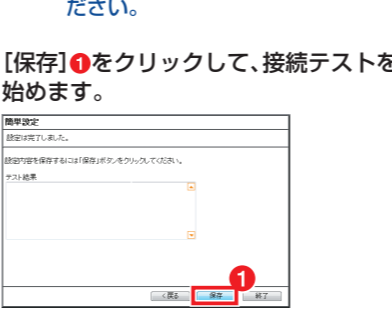 ださい。
[保存]❶をクリックして、接続テストを
始めます。
簡単設定
設定は完了しました。
設定内容を保存するには「保存」ボタンをクリックしてください。
テスト結果
1
<戻る 保存 終了